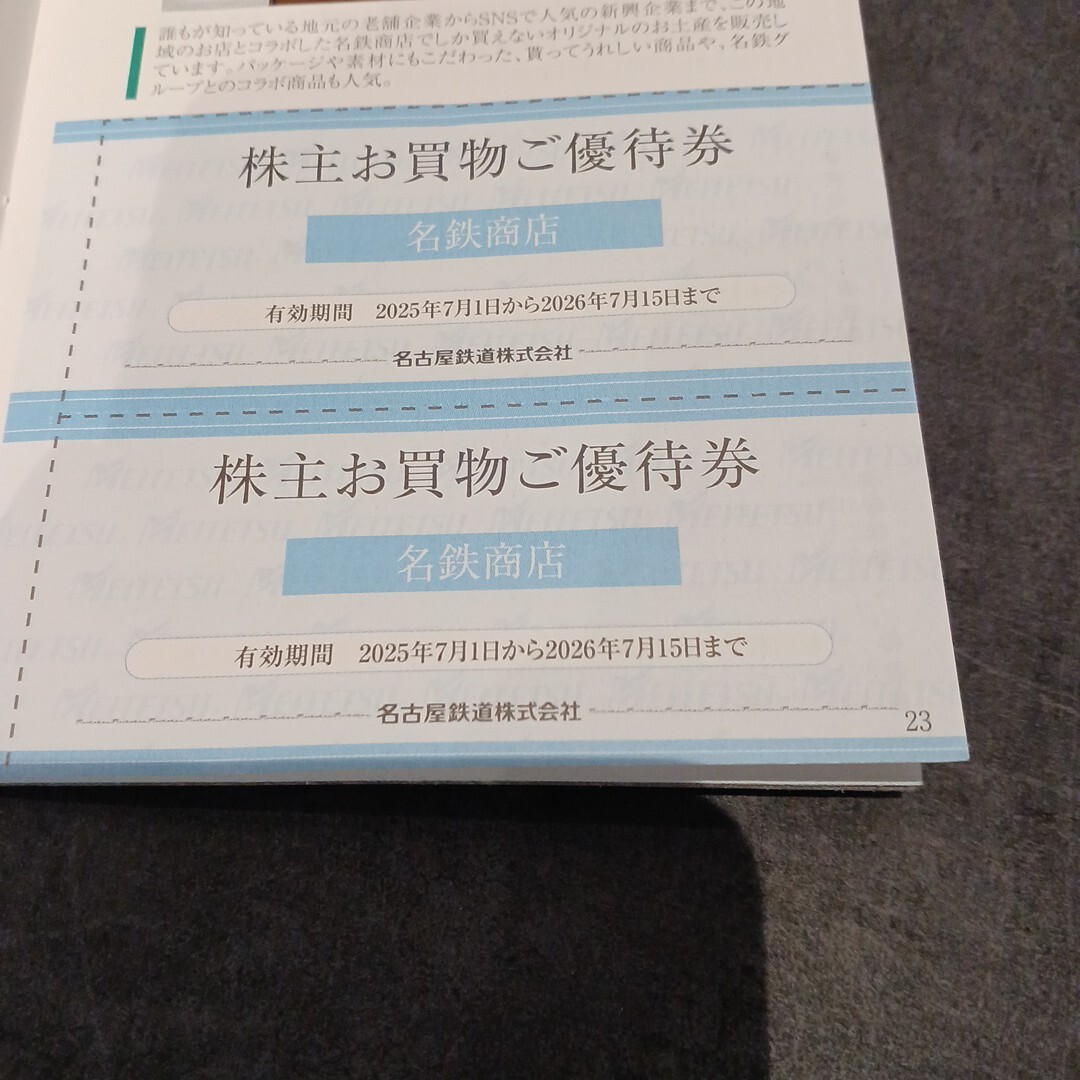 誰もが知っている地元の老舗企業からSNSで人気の新興企業まで、この地
域のお店とコラボした名鉄商店でしか買えないオリジナルのお土産を販売し
ています。パッケージや素材にもこだわった、貰ってうれしい商品や、名鉄グ
ループとのコラボ商品も人気。
株主お買物ご優待券
名鉄商店
有効期間 2025年7月1日から2026年7月15日まで
名古屋鉄道株式会社
株主お買物ご優待券
名鉄商店
有効期間 2025年7月1日から2026年7月15日まで
名古屋鉄道株式会社
23